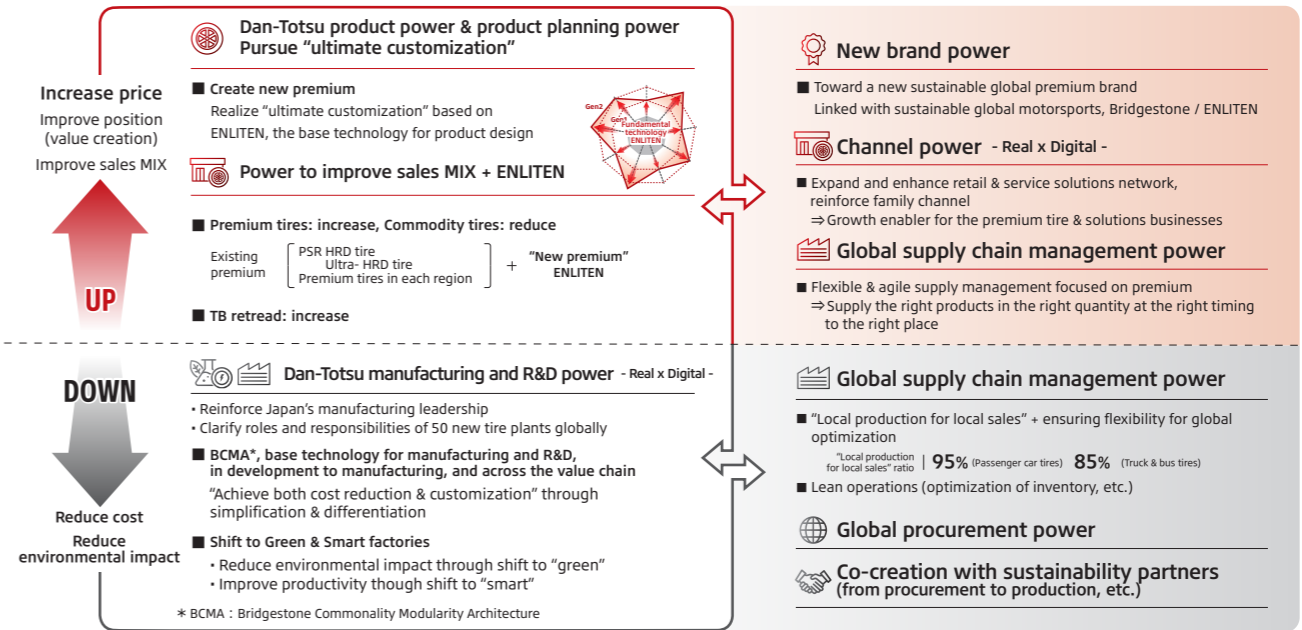 Increase price
Improve position
(value creation)
Improve sales MIX
UP
Dan-Totsu product power & product planning power
Pursue “ultimate customization”
■ Create new premium
Realize “ultimate customization” based on
ENLITEN, the base technology for product design
Gen2
Gen1
Fundamental
technology
ENLITEN
Power to improve sales MIX + ENLITEN
■ Premium tires: increase, Commodity tires: reduce
Existing
premium
PSR HRD tire
Ultra- HRD tire
Premium tires in each region
+
"New premium"
ENLITEN
■ TB retread: increase
New brand power
■ Toward a new sustainable global premium brand
Linked with sustainable global motorsports, Bridgestone / ENLITEN
Channel power - Real x Digital -
■ Expand and enhance retail & service solutions network,
reinforce family channel
⇒Growth enabler for the premium tire & solutions businesses
Global supply chain management power
■ Flexible & agile supply management focused on premium
⇒Supply the right products in the right quantity at the right timing
to the right place
DOWN
Reduce cost
Reduce
environmental impact
Dan-Totsu manufacturing and R&D power - Real x Digital -
・Reinforce Japan’s manufacturing leadership
・Clarify roles and responsibilities of 50 new tire plants globally
■ BCMA*, base technology for manufacturing and R&D,
in development to manufacturing, and across the value chain
“Achieve both cost reduction & customization” through
simplification & differentiation
■ Shift to Green & Smart factories
・Reduce environmental impact through shift to “green”
・Improve productivity though shift to “smart”
* BCMA : Bridgestone Commonality Modularity Architecture
Global supply chain management power
■ “Local production for local sales” + ensuring flexibility for global
optimization
"Local production
for local sales" ratio | 95% (Passenger car tires) 85% (Truck & bus tires)
■ Lean operations (optimization of inventory, etc.)
Global procurement power
Co-creation with sustainability partners
(from procurement to production, etc.)